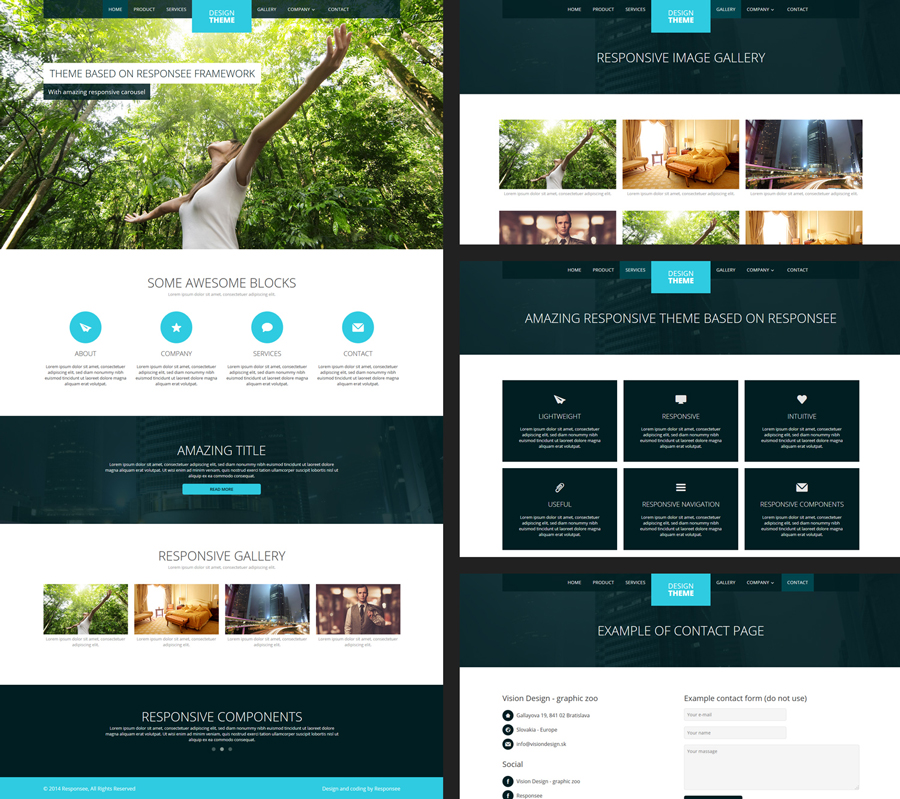 HOME PRODUCT SERVICES DESIGN THEME GALLERY COMPANY CONTACT
THEME BASED ON RESPONSEE FRAMEWORK
With amazing responsive carousel
SOME AWESOME BLOCKS
Lorem ipsum dolor sit amet, consectetuer adipiscing elit.
ABOUT
Lorem ipsum dolor sit amet, consectetuer
adipiscing elit, sed diam nonummy nibh
euismod tincidunt ut laoreet dolore magna
aliquam erat volutpat.
COMPANY
Lorem ipsum dolor sit amet, consectetuer
adipiscing elit, sed diam nonummy nibh
euismod tincidunt ut laoreet dolore magna
aliquam erat volutpat.
SERVICES
Lorem ipsum dolor sit amet, consectetuer
adipiscing elit, sed diam nonummy nibh
euismod tincidunt ut laoreet dolore magna
aliquam erat volutpat.
CONTACT
Lorem ipsum dolor sit amet, consectetuer
adipiscing elit, sed diam nonummy nibh
euismod tincidunt ut laoreet dolore magna
aliquam erat volutpat.
AMAZING TITLE
Lorem ipsum dolor sit amet, consectetuer adipiscing elit, sed diam nonummy nibh euismod tincidunt ut laoreet dolore
magna aliquam erat volutpat. Ut wisi enim ad minim veniam, quis nostrud exerci tation ullamcorper suscipit lobortis nisl ut
aliquip ex ea commodo consequat.
READ MORE
RESPONSIVE GALLERY
Lorem ipsum dolor sit amet, consectetuer adipiscing elit.
Lorem ipsum dolor sit amet, consectetuer
adipiscing elit.
Lorem ipsum dolor sit amet, consectetuer
adipiscing elit.
Lorem ipsum dolor sit amet, consectetuer
adipiscing elit.
Lorem ipsum dolor sit amet, consectetuer
adipiscing elit.
RESPONSIVE COMPONENTS
Lorem ipsum dolor sit amet, consectetuer adipiscing elit, sed diam nonummy nibh euismod tincidunt ut laoreet dolore
magna aliquam erat volutpat. Ut wisi enim ad minim veniam, quis nostrud exerci tation ullamcorper suscipit lobortis nisl ut
aliquip ex ea commodo consequat.
© 2014 Responsee, All Rights Reserved
Design and coding by Responsee
HOME PRODUCT SERVICES DESIGN THEME GALLERY COMPANY CONTACT
RESPONSIVE IMAGE GALLERY
Lorem ipsum dolor sit amet, consectetuer adipiscing elit.
Lorem ipsum dolor sit amet, consectetuer adipiscing elit.
Lorem ipsum dolor sit amet, consectetuer adipiscing elit.
HOME PRODUCT SERVICES DESIGN THEME GALLERY COMPANY CONTACT
AMAZING RESPONSIVE THEME BASED ON RESPONSEE
LIGHTWEIGHT
Lorem ipsum dolor sit amet, consectetuer
adipiscing elit, sed diam nonummy nibh
euismod tincidunt ut laoreet dolore magna
aliquam erat volutpat.
RESPONSIVE
Lorem ipsum dolor sit amet, consectetuer
adipiscing elit, sed diam nonummy nibh
euismod tincidunt ut laoreet dolore magna
aliquam erat volutpat.
INTUITIVE
Lorem ipsum dolor sit amet, consectetuer
adipiscing elit, sed diam nonummy nibh
euismod tincidunt ut laoreet dolore magna
aliquam erat volutpat.
USEFUL
Lorem ipsum dolor sit amet, consectetuer
adipiscing elit, sed diam nonummy nibh
euismod tincidunt ut laoreet dolore magna
aliquam erat volutpat.
RESPONSIVE NAVIGATION
Lorem ipsum dolor sit amet, consectetuer
adipiscing elit, sed diam nonummy nibh
euismod tincidunt ut laoreet dolore magna
aliquam erat volutpat.
RESPONSIVE COMPONENTS
Lorem ipsum dolor sit amet, consectetuer
adipiscing elit, sed diam nonummy nibh
euismod tincidunt ut laoreet dolore magna
aliquam erat volutpat.
HOME PRODUCT SERVICES DESIGN THEME GALLERY COMPANY CONTACT
EXAMPLE OF CONTACT PAGE
Vision Design - graphic zoo
Gallayova 19, 841 02 Bratislava
Slovakia - Europe
info@visiondesign.sk
Social
Vision Design - graphic zoo
Responsee
Example contact form (do not use)
Your e-mail
Your name
Your massage